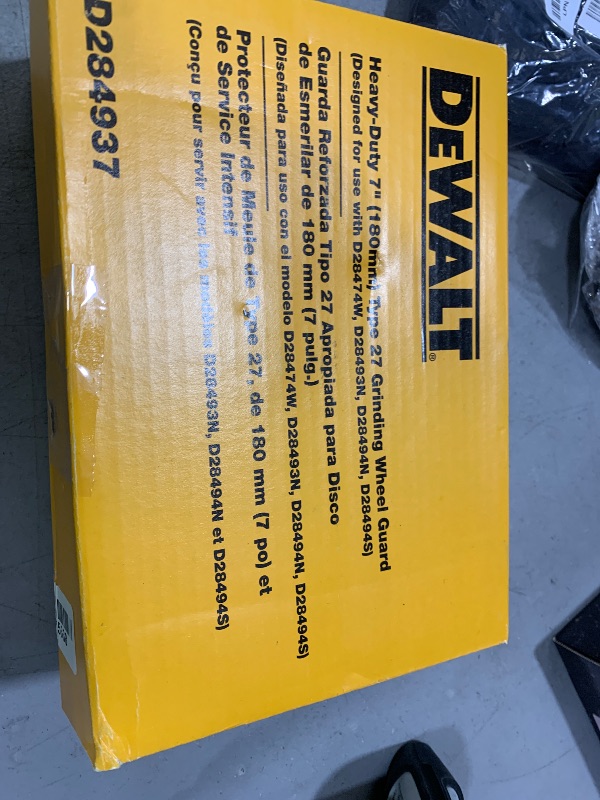 DEWALT®
Heavy-Duty 7" (180mm) Type 27 Grinding Wheel Guard
(Designed for use with D28474W, D28493N, D28494N, D28494S)
Guarda Reforzada Tipo 27 Apropiada para Disco
de Esmerilar de 180 mm (7 pulg.)
(Diseñada para uso con el modelo D28474W, D28493N, D28494N, D28494S)
Protecteur de Meule de Type 27, de 180 mm (7 po) et
de Service Intensif
(Conçu pour servir avec les modèles D28493N, D28494N et D28494S)
D284937